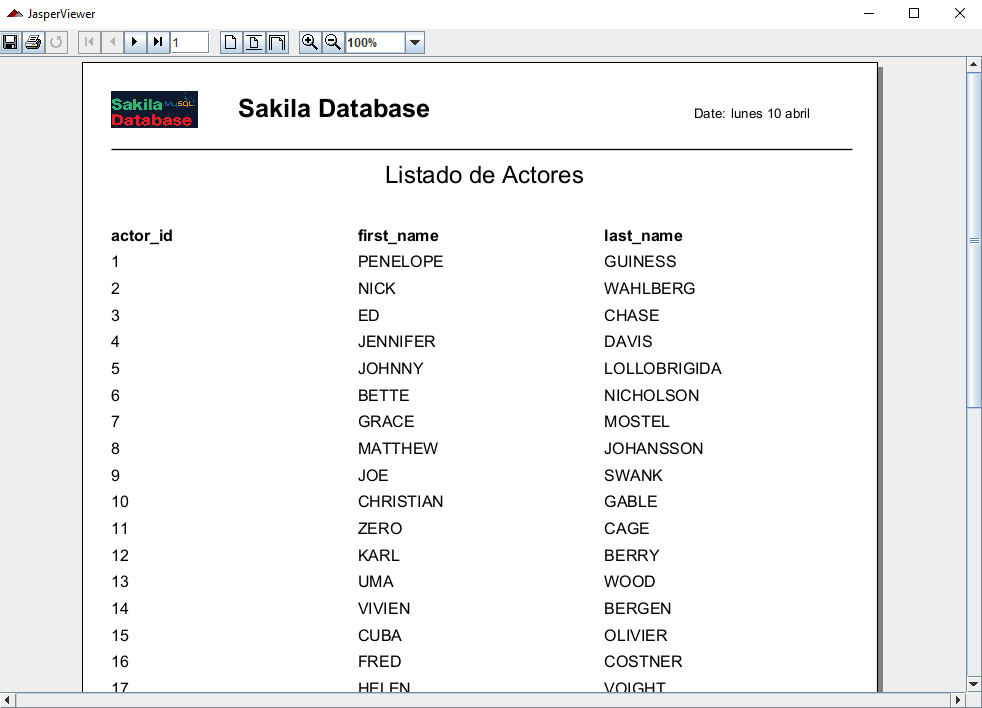 JasperViewer
1
100%
Sakila MySQL
Database
Sakila Database
Date: lunes 10 abril
Listado de Actores
actor_id first_name last_name
1 PENELOPE GUINESS
2 NICK WAHLBERG
3 ED CHASE
4 JENNIFER DAVIS
5 JOHNNY LOLLOBRIGIDA
6 BETTE NICHOLSON
7 GRACE MOSTEL
8 MATTHEW JOHANSSON
9 JOE SWANK
10 CHRISTIAN GABLE
11 ZERO CAGE
12 KARL BERRY
13 UMA WOOD
14 VIVIEN BERGEN
15 CUBA OLIVIER
16 FRED COSTNER
17 HELEN VOIGHT